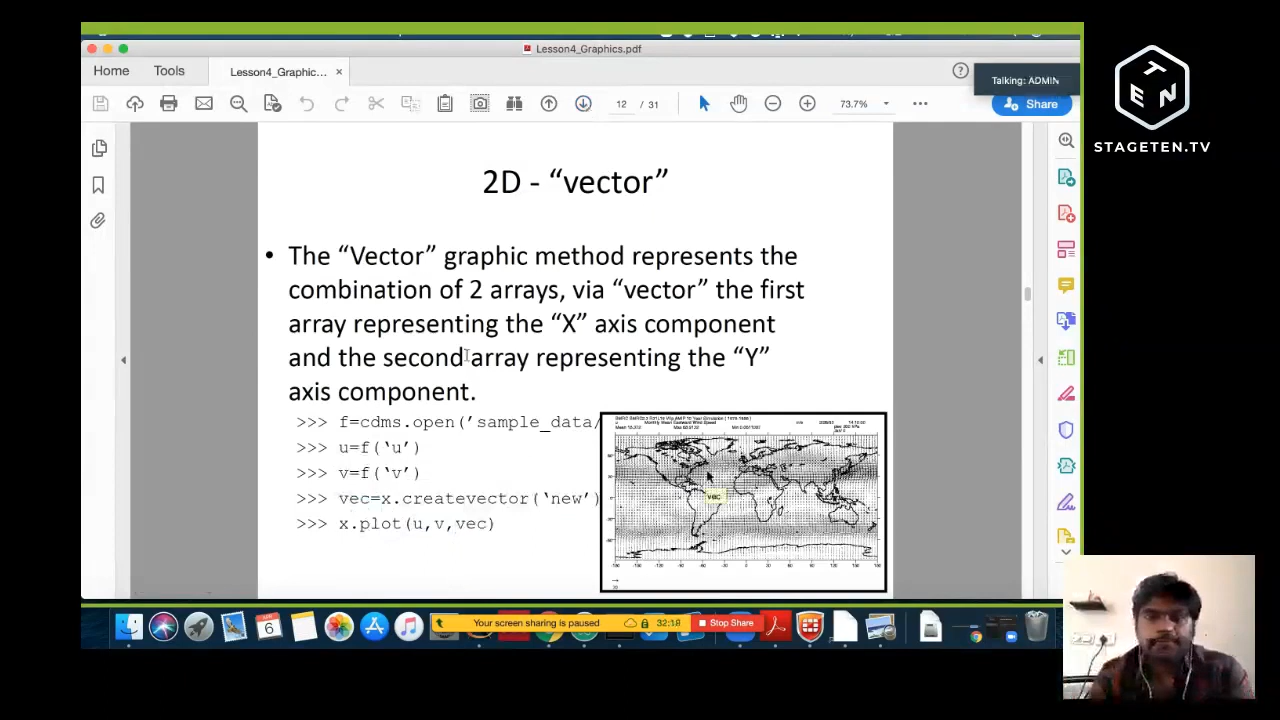 Lesson4_Graphics.pdf
Home
Tools
Lesson4_Graphic...
Talking: ADMIN
12 / 31
73.7%
Share
TEN
STAGETEN.TV
2D - “vector”
• The “Vector” graphic method represents the
combination of 2 arrays, via “vector” the first
array representing the “X” axis component
and the second array representing the “Y”
axis component.
>>> f=cdms.open(’sample_data/
>>> u=f(‘u’)
>>> v=f(‘v’)
>>> vec=x.createvector(‘new’)
>>> x.plot(u,v,vec)
vec
6
Your screen sharing is paused
32:18
Stop Share